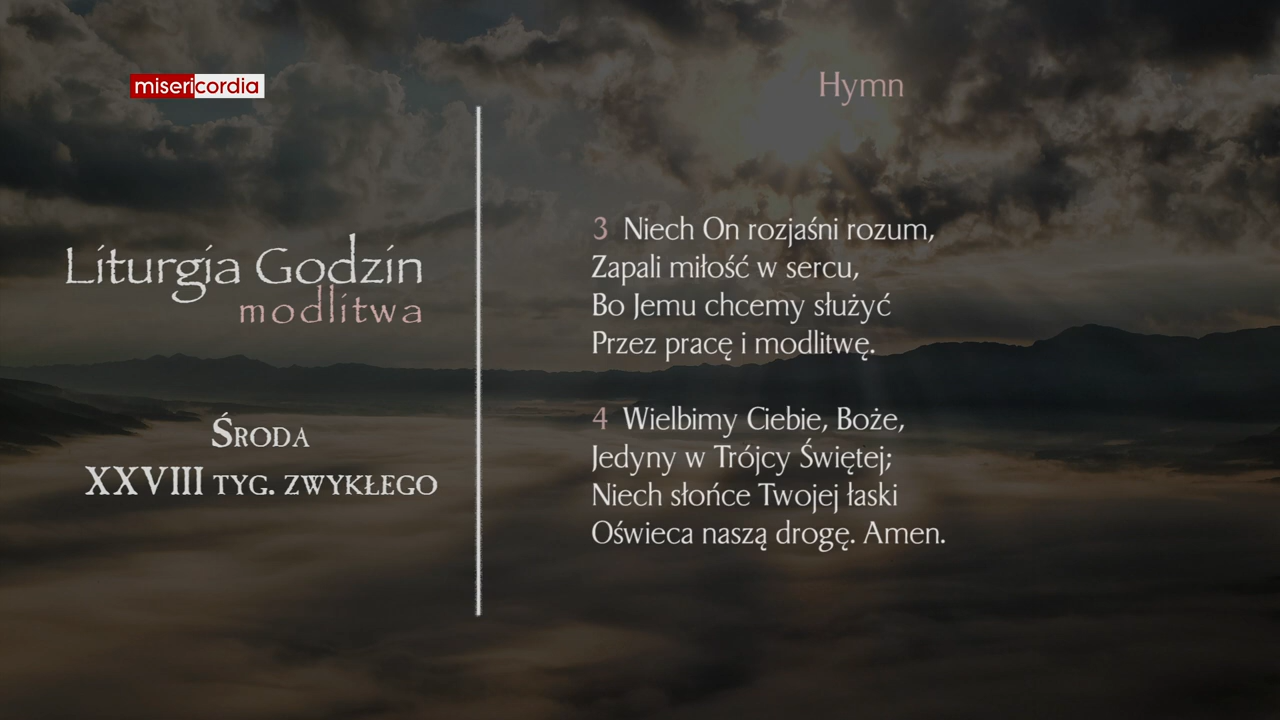 misericordia
Liturgia Godzin
modlitwa
Środa
XXVIII tyg. zwykłego
Hymn
3 Niech On rozjaśni rozum,
Zapali miłość w sercu,
Bo Jemu chcemy służyć
Przez pracę i modlitwę.
4 Wielbimy Ciebie, Boże,
Jedyny w Trójcy Świętej;
Niech słońce Twojej łaski
Oświeca naszą drogę. Amen.